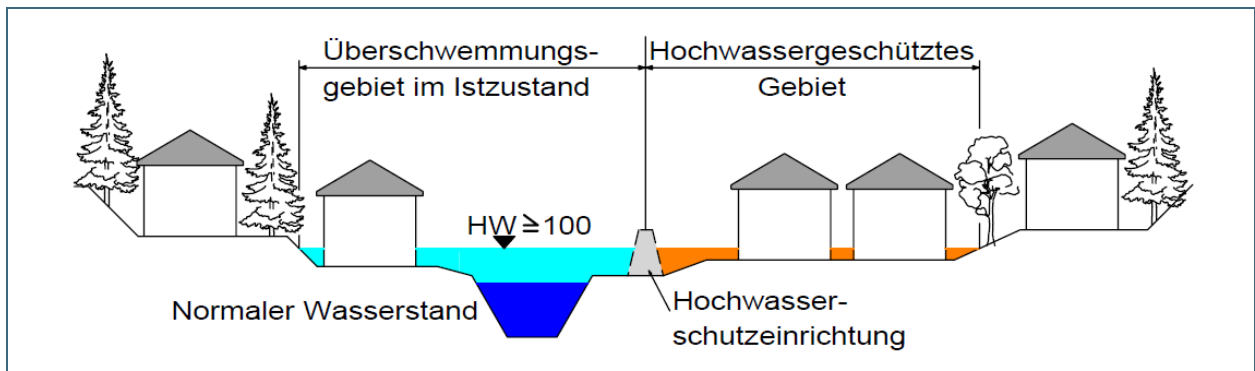 Überschwemmungs-
gebiet im Istzustand
Hochwassergeschütztes
Gebiet
HW ≧ 100
Normaler Wasserstand
Hochwasser-
schutzeinrichtung